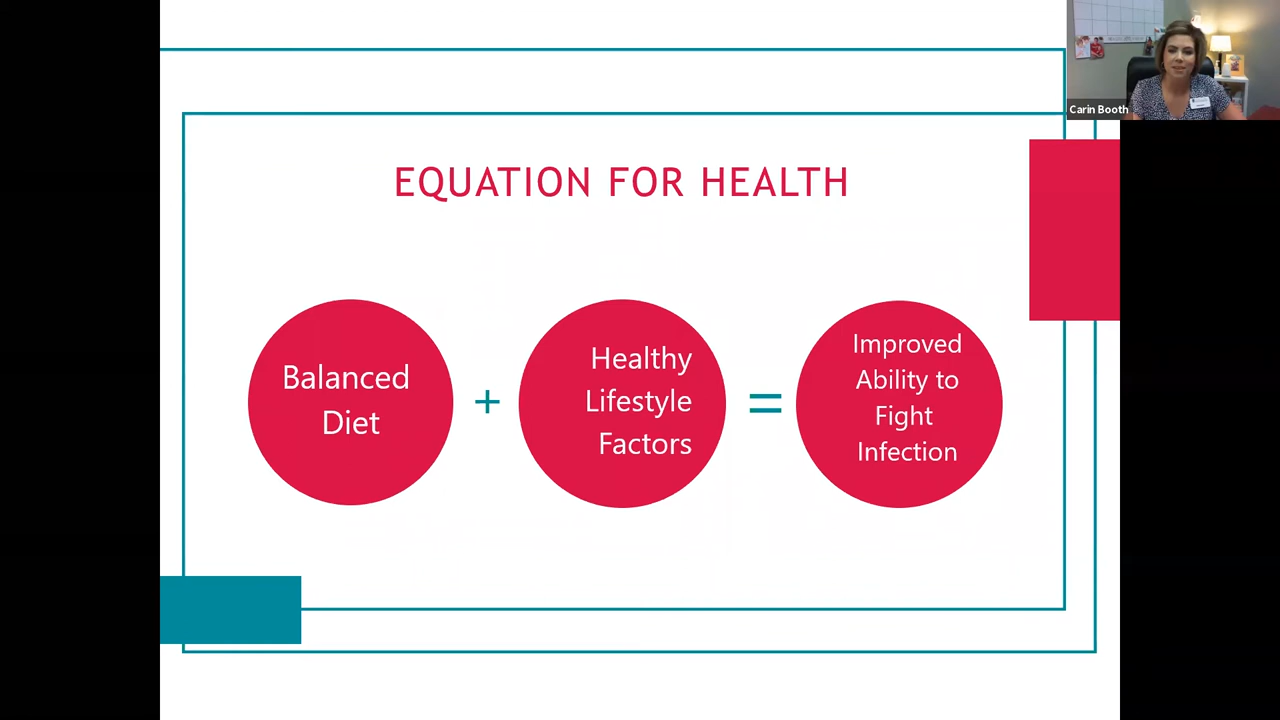 Carin Booth
EQUATION FOR HEALTH
Balanced
Diet
+
Healthy
Lifestyle
Factors
=
Improved
Ability to
Fight
Infection